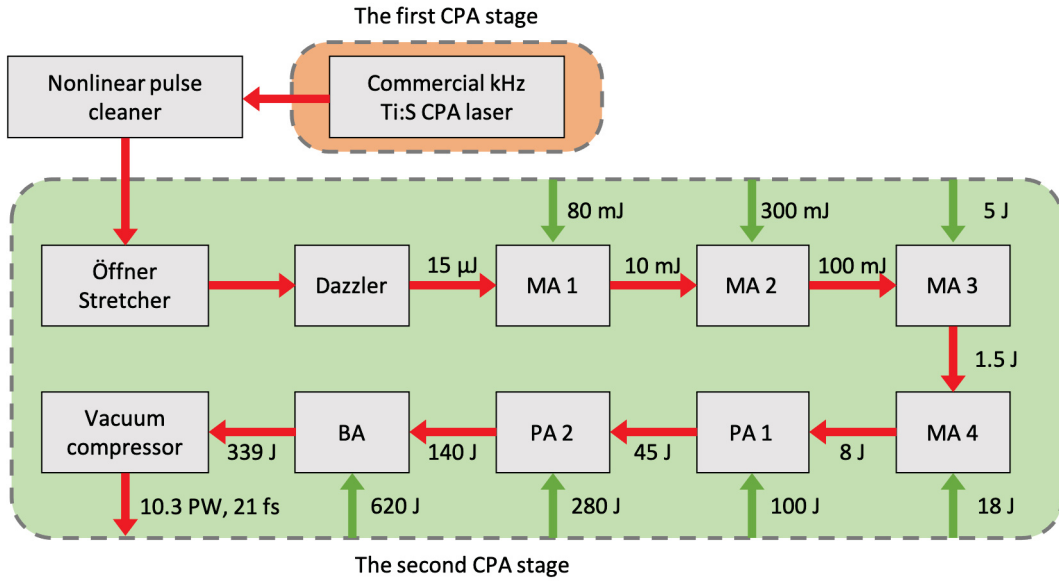 The first CPA stage
Nonlinear pulse
cleaner
Commercial kHz
Ti:S CPA laser
80 mJ
300 mJ
5 J
Öffner
Stretcher
Dazzler
15 µJ
MA 1
10 mJ
MA 2
100 mJ
MA 3
1.5 J
Vacuum
compressor
339 J
BA
140 J
PA 2
45 J
PA 1
8 J
MA 4
10.3 PW, 21 fs
620 J
280 J
100 J
18 J
The second CPA stage